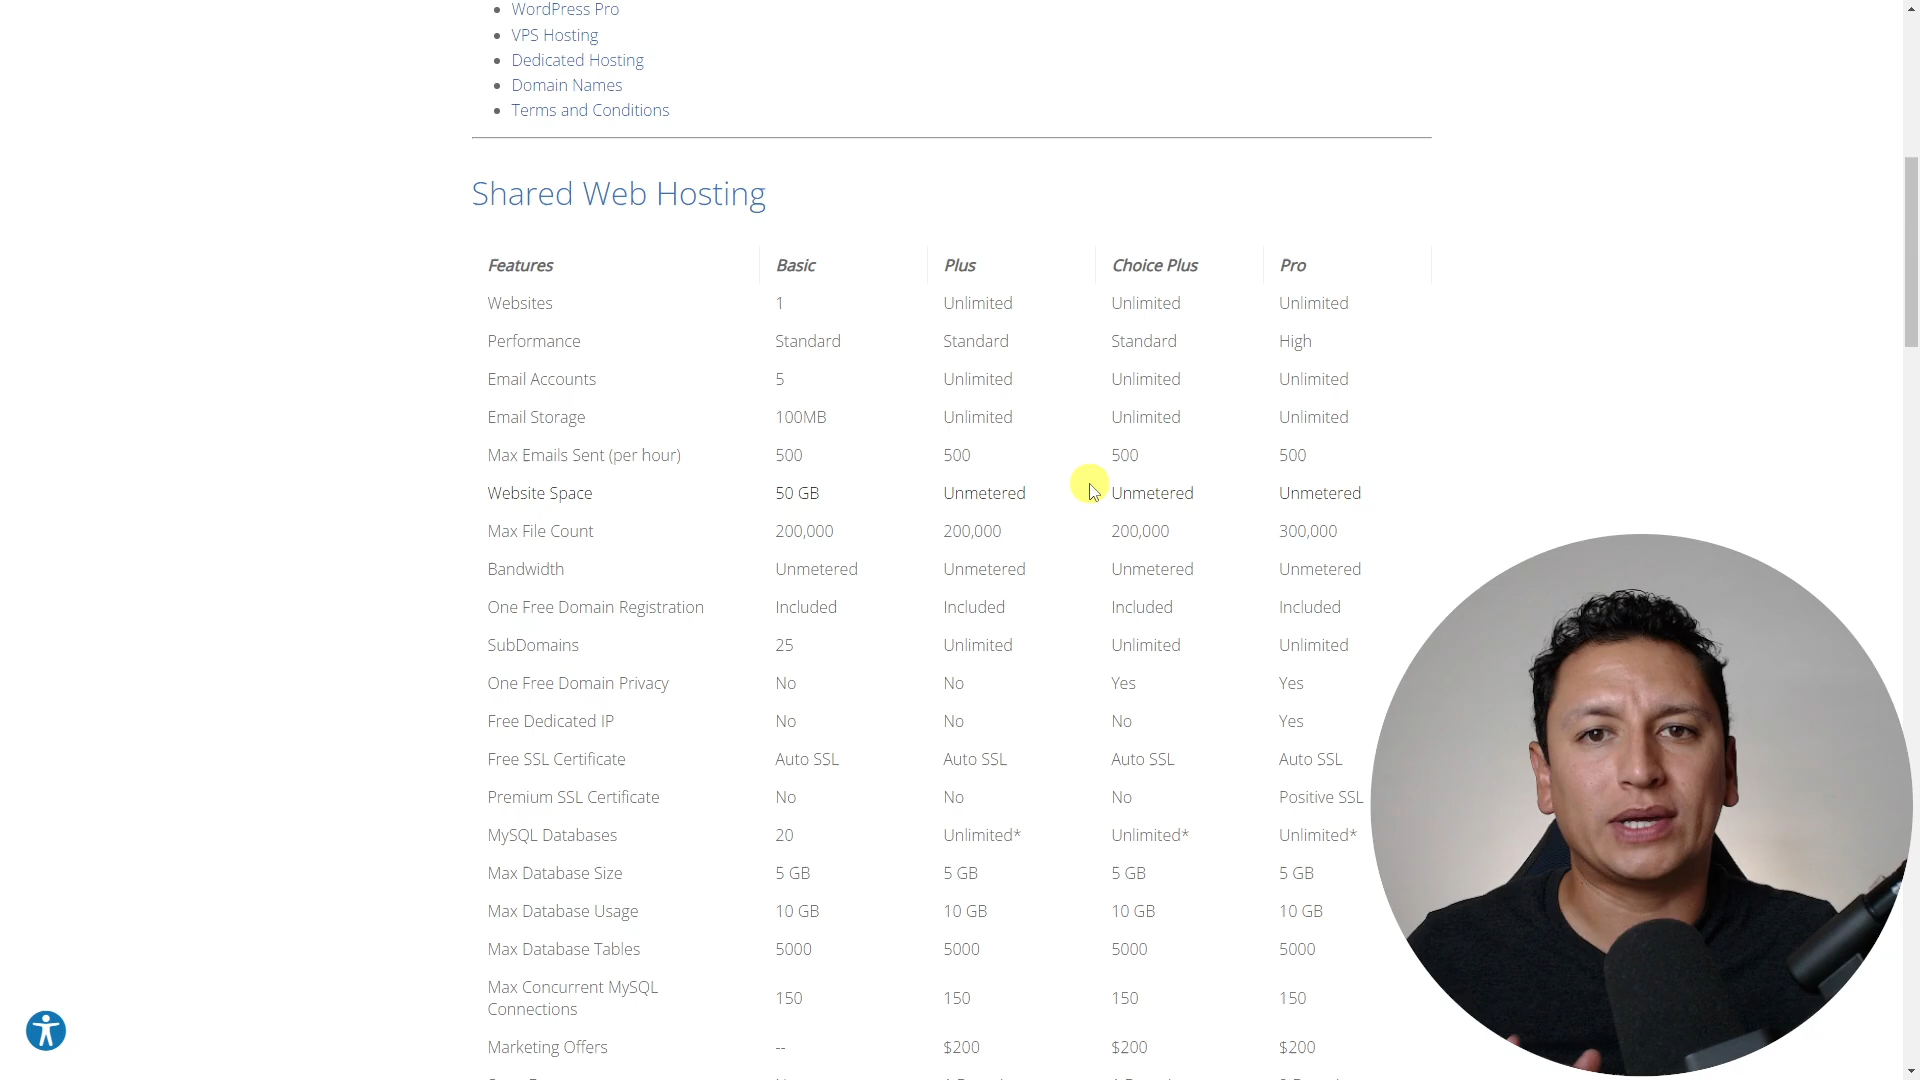 WordPress Pro
VPS Hosting
Dedicated Hosting
Domain Names
Terms and Conditions
Shared Web Hosting
Features Basic Plus Choice Plus Pro
Websites 1 Unlimited Unlimited Unlimited
Performance Standard Standard Standard High
Email Accounts 5 Unlimited Unlimited Unlimited
Email Storage 100MB Unlimited Unlimited Unlimited
Max Emails Sent (per hour) 500 500 500 500
Website Space 50 GB Unmetered Unmetered Unmetered
Max File Count 200,000 200,000 200,000 300,000
Bandwidth Unmetered Unmetered Unmetered Unmetered
One Free Domain Registration Included Included Included Included
SubDomains 25 Unlimited Unlimited Unlimited
One Free Domain Privacy No No Yes Yes
Free Dedicated IP No No No Yes
Free SSL Certificate Auto SSL Auto SSL Auto SSL Auto SSL
Premium SSL Certificate No No No Positive SSL
MySQL Databases 20 Unlimited* Unlimited* Unlimited*
Max Database Size 5 GB 5 GB 5 GB 5 GB
Max Database Usage 10 GB 10 GB 10 GB 10 GB
Max Database Tables 5000 5000 5000 5000
Max Concurrent MySQL
Connections 150 150 150 150
Marketing Offers -- $200 $200 $200